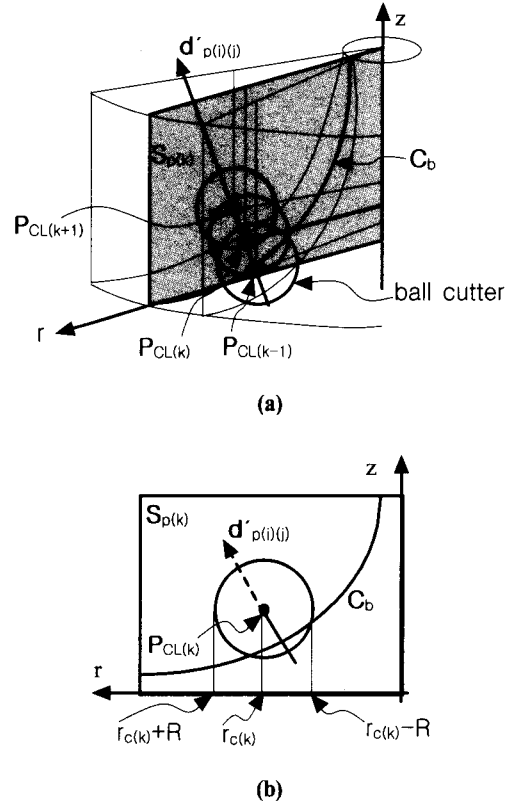 z
d´p(i)(j)
Sp(k)
Cb
PCL(k+1)
ball cutter
r
PCL(k)
PCL(k−1)
(a)
z
Sp(k)
d´p(i)(j)
Cb
PCL(k)
r
rc(k)+R
rc(k)
rc(k)−R
(b)